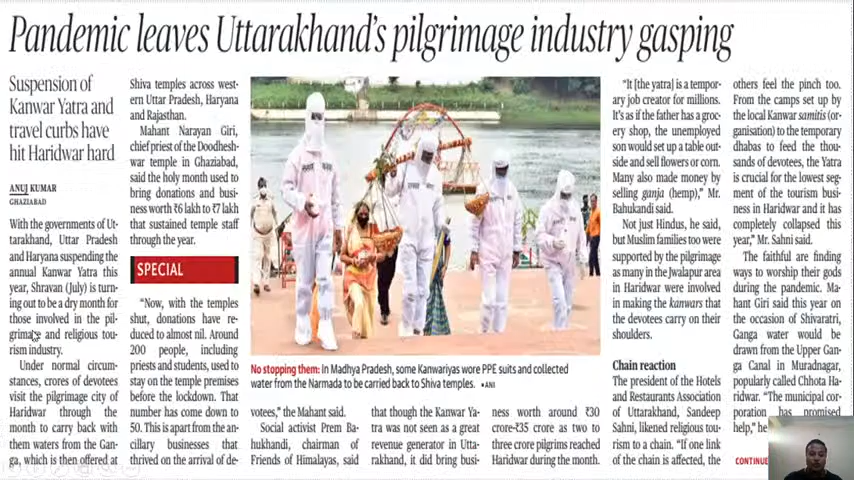 Pandemic leaves Uttarakhand's pilgrimage industry gasping
Suspension of
Kanwar Yatra and
travel curbs have
hit Haridwar hard
ANUJ KUMAR
GHAZIABAD
With the governments of Ut-
tarakhand, Uttar Pradesh
and Haryana suspending the
annual Kanwar Yatra this
year, Shravan (July) is turn-
ing out to be a dry month for
those involved in the pil-
grimage and religious tou-
rism industry.
Under normal circum-
stances, crores of devotees
visit the pilgrimage city of
Haridwar through the
month to carry back with
them waters from the Gan-
ga, which is then offered at
Shiva temples across west-
ern Uttar Pradesh, Haryana
and Rajasthan.
Mahant Narayan Giri,
chief priest of the Doodhesh-
war temple in Ghaziabad,
said the holy month used to
bring donations and busi-
ness worth ₹6 lakh to ₹7 lakh
that sustained temple staff
through the year.
SPECIAL
"Now, with the temples
shut, donations have re-
duced to almost nil. Around
200 people, including
priests and students, used to
stay on the temple premises
before the lockdown. That
number has come down to
50. This is apart from the an-
cillary businesses that
thrived on the arrival of de-
No stopping them: In Madhya Pradesh, some Kanwariyas wore PPE suits and collected
water from the Narmada to be carried back to Shiva temples. •ANI
votees," the Mahant said.
Social activist Prem Ba-
hukhandi, chairman of
Friends of Himalayas, said
that though the Kanwar Ya-
tra was not seen as a great
revenue generator in Utta-
rakhand, it did bring busi-
ness worth around ₹30
crore-₹35 crore as two to
three crore pilgrims reached
Haridwar during the month.
"It [the yatra] is a tempor-
ary job creator for millions.
It's as if the father has a gro-
cery shop, the unemployed
son would set up a table out-
side and sell flowers or corn.
Many also made money by
selling ganja (hemp)," Mr.
Bahukandi said.
Not just Hindus, he said,
but Muslim families too were
supported by the pilgrimage
as many in the Jwalapur area
in Haridwar were involved
in making the kanwars that
the devotees carry on their
shoulders.
Chain reaction
The president of the Hotels
and Restaurants Association
of Uttarakhand, Sandeep
Sahni, likened religious tou-
rism to a chain. "If one link
of the chain is affected, the
others feel the pinch too.
From the camps set up by
the local Kanwar samitis (or-
ganisation) to the temporary
dhabas to feed the thou-
sands of devotees, the Yatra
is crucial for the lowest seg-
ment of the tourism business
in Haridwar and it has
completely collapsed this
year," Mr. Sahni said.
The faithful are finding
ways to worship their gods
during the pandemic. Ma-
hant Giri said this year on
the occasion of Shivaratri,
Ganga water would be
drawn from the Upper Gan-
ga Canal in Muradnagar,
popularly called Chhota Ha-
ridwar. "The municipal cor-
poration has promised
help," he